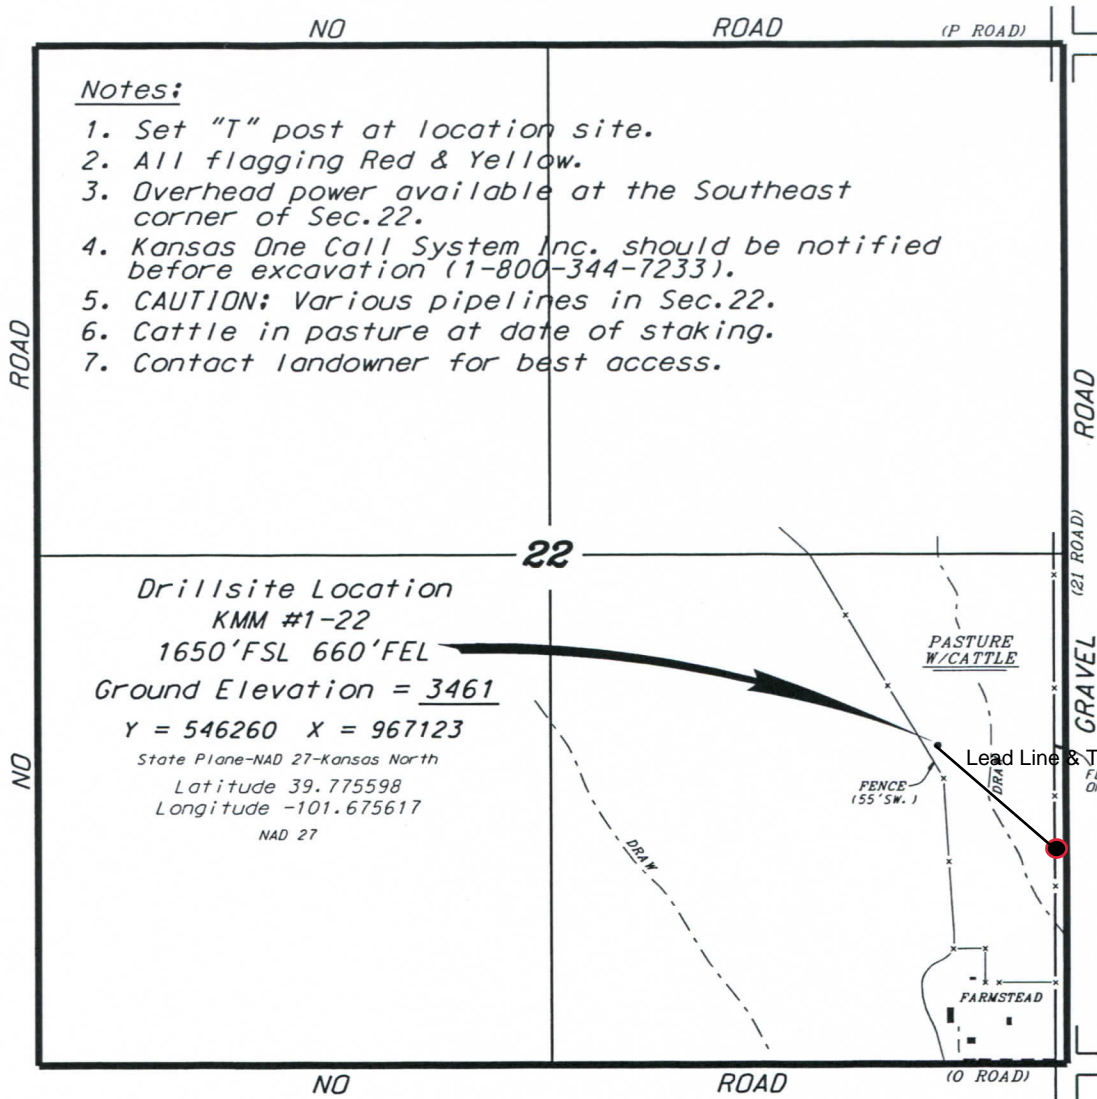 NO ROAD (P ROAD)
Notes:
1. Set "T" post at location site.
2. All flagging Red & Yellow.
3. Overhead power available at the Southeast
corner of Sec.22.
4. Kansas One Call System Inc. should be notified
before excavation (1-800-344-7233).
5. CAUTION: Various pipelines in Sec.22.
6. Cattle in pasture at date of staking.
7. Contact landowner for best access.
ROAD
ROAD
(21 ROAD)
22
Drillsite Location
KMM #1-22
1650'FSL 660'FEL
Ground Elevation = 3461
Y = 546260 X = 967123
State Plane-NAD 27-Kansas North
Latitude 39.775598
Longitude -101.675617
NAD 27
NO
PASTURE
W/CATTLE
GRAVEL
Lead Line & T
DRAW
FENCE
(55'SW.)
DRAW
FARMSTEAD
NO ROAD (O ROAD)